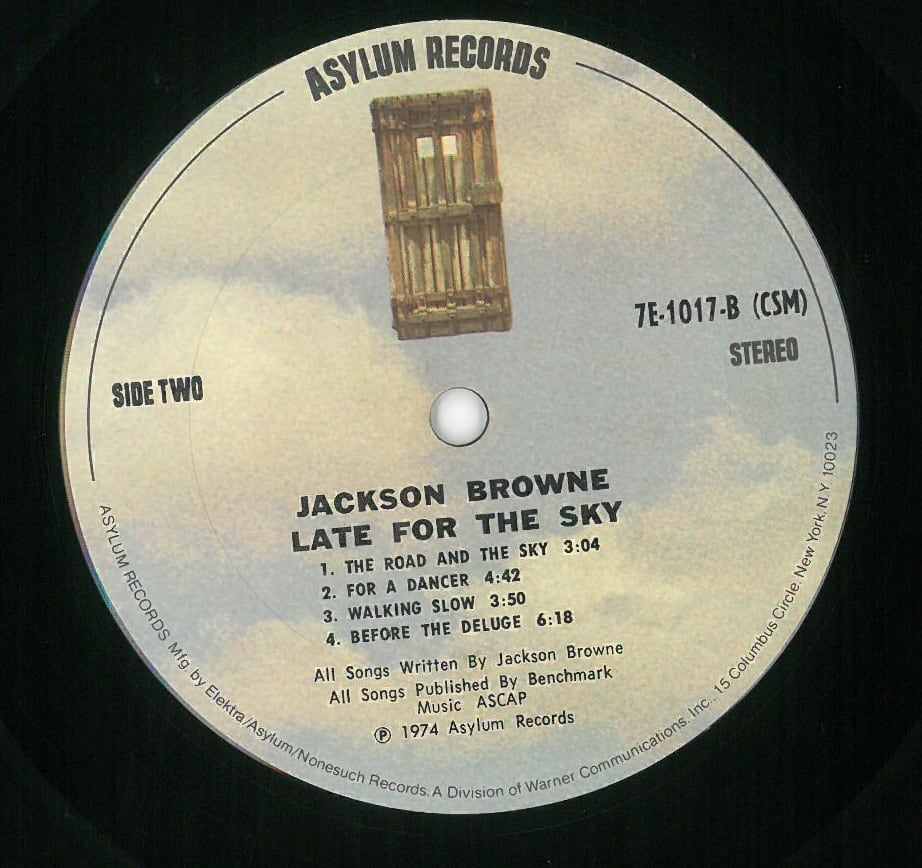 ASYLUM RECORDS
7E-1017-B (CSM)
STEREO
SIDE TWO
JACKSON BROWNE
LATE FOR THE SKY
1. THE ROAD AND THE SKY 3:04
2. FOR A DANCER 4:42
3. WALKING SLOW 3:50
4. BEFORE THE DELUGE 6:18
All Songs Written By Jackson Browne
All Songs Published By Benchmark
Music ASCAP
Ⓟ 1974 Asylum Records
ASYLUM RECORDS. Mfg. by Elektra/Asylum/Nonesuch Records. A Division of Warner Communications. Inc.. 15 Columbus Circle. New York. N.Y 10023